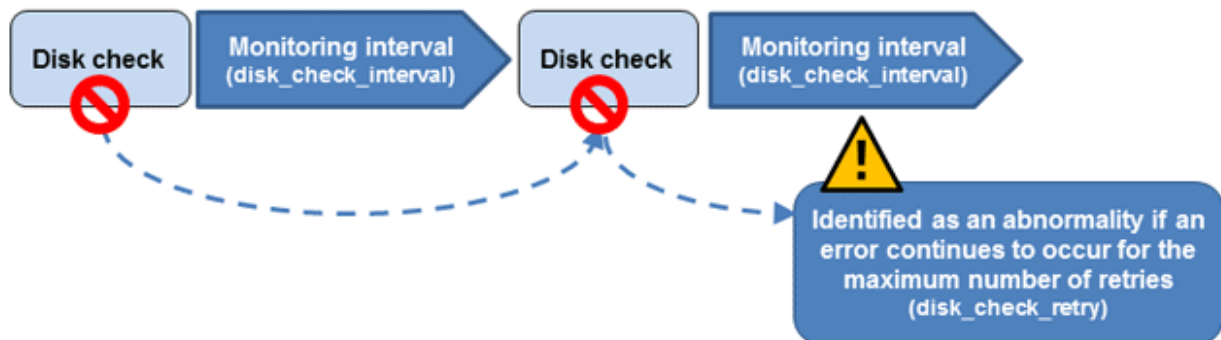 Disk check
Monitoring interval
(disk_check_interval)
Disk check
Monitoring interval
(disk_check_interval)
Identified as an abnormality if an
error continues to occur for the
maximum number of retries
(disk_check_retry)